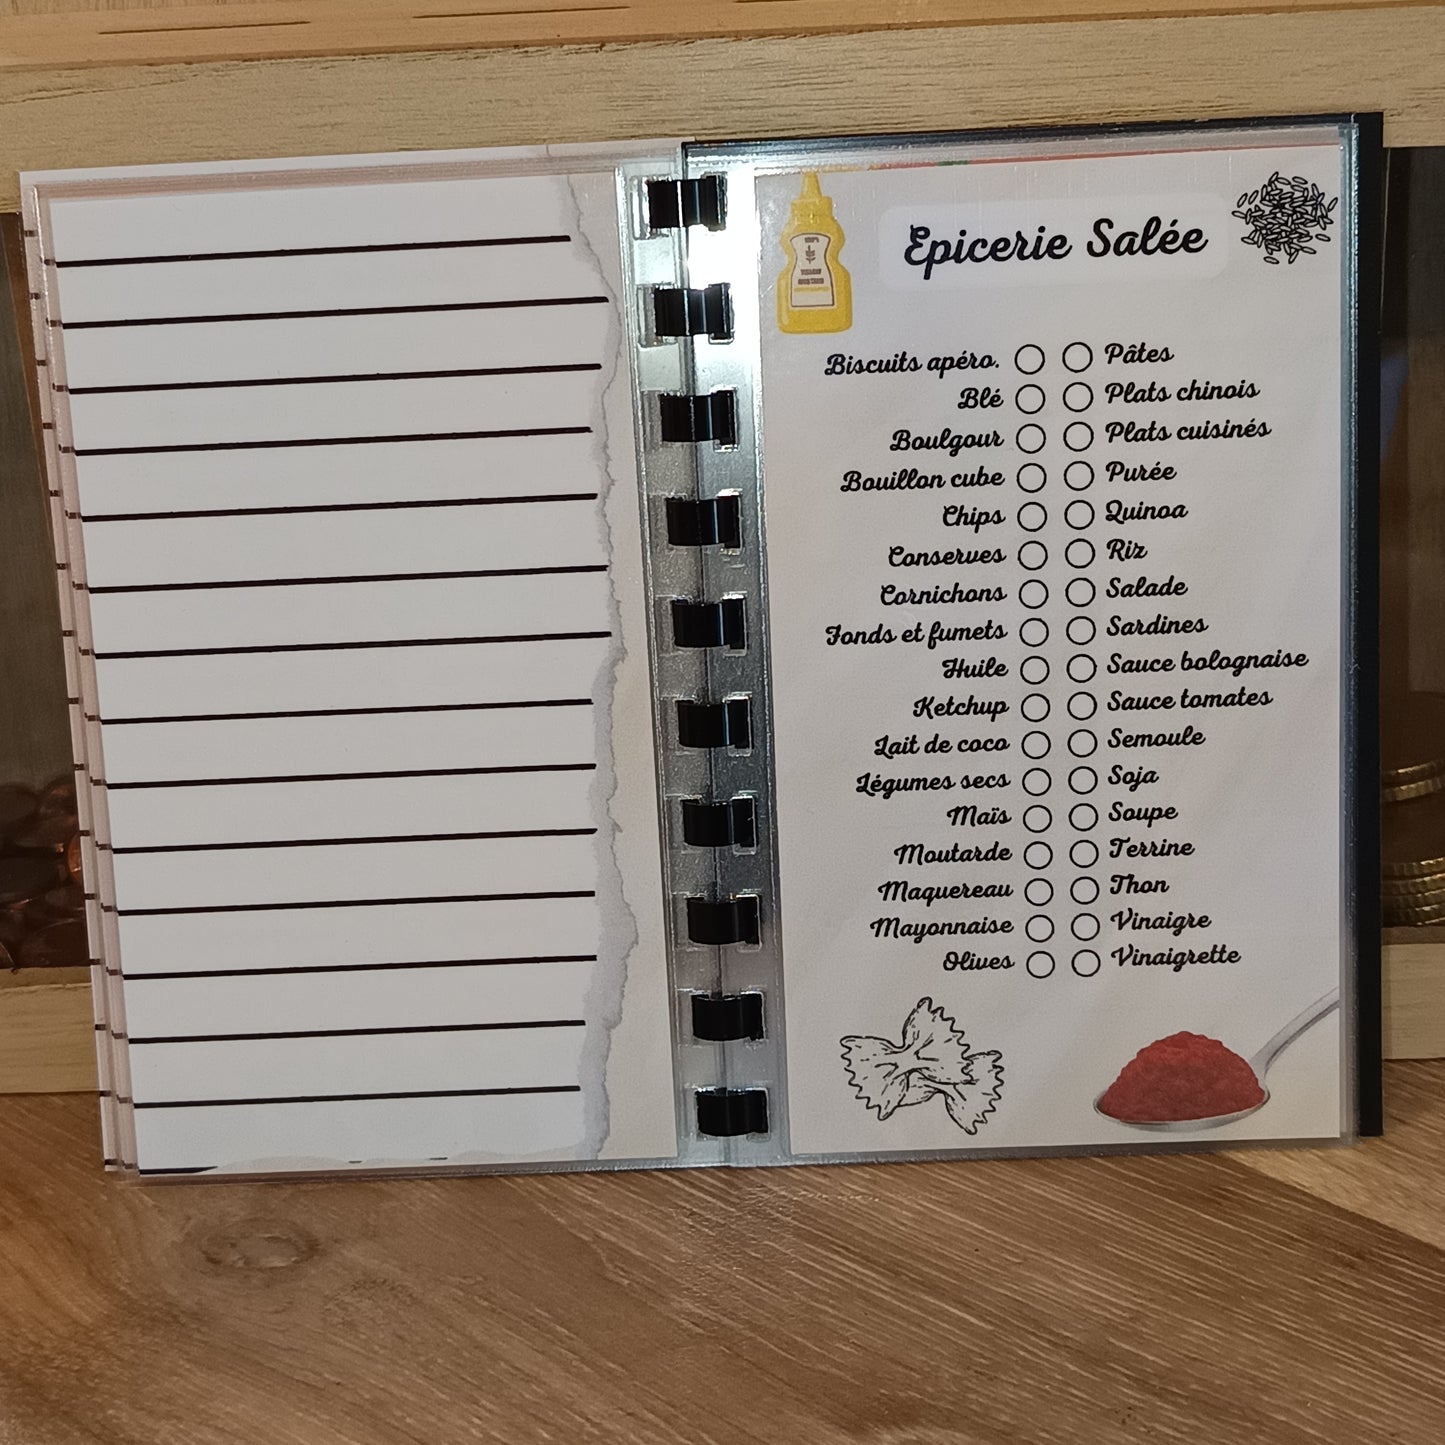 Epicerie Salée
Biscuits apéro.
Blé
Boulgour
Bouillon cube
Chips
Conserves
Cornichons
Fonds et fumets
Huile
Ketchup
Lait de coco
Légumes secs
Maïs
Moutarde
Maquereau
Mayonnaise
Olives
Pâtes
Plats chinois
Plats cuisinés
Purée
Quinoa
Riz
Salade
Sardines
Sauce bolognaise
Sauce tomates
Semoule
Soja
Soupe
Terrine
Thon
Vinaigre
Vinaigrette